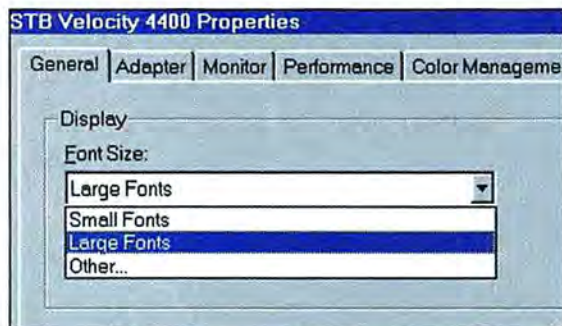 STB Velocity 4400 Properties
General Adapter Monitor Performance Color Manageme
Display
Font Size:
Large Fonts
Small Fonts
Large Fonts
Other...